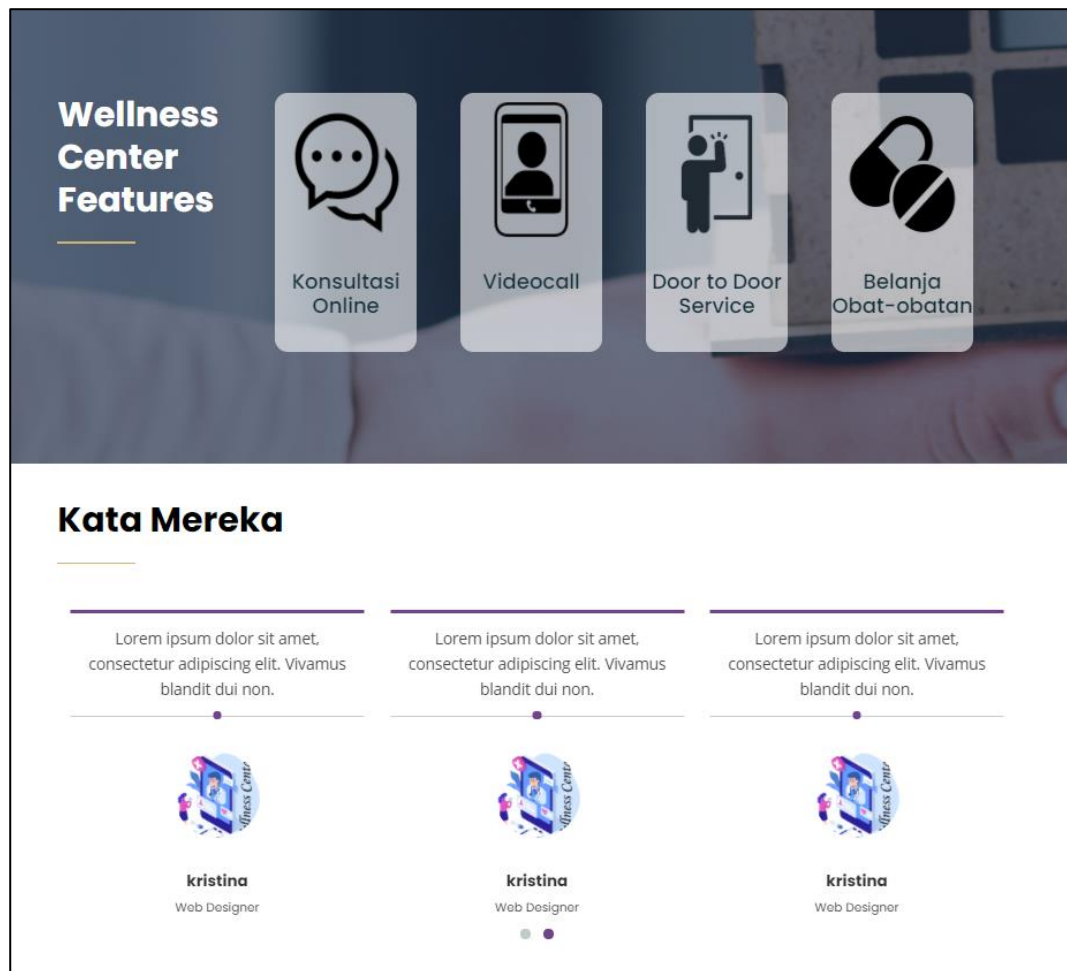 Wellness
Center
Features
Konsultasi
Online
Videocall
Door to Door
Service
Belanja
Obat-obatan
Kata Mereka
Lorem ipsum dolor sit amet,
consectetur adipiscing elit. Vivamus
blandit dui non.
kristina
Web Designer
Lorem ipsum dolor sit amet,
consectetur adipiscing elit. Vivamus
blandit dui non.
kristina
Web Designer
Lorem ipsum dolor sit amet,
consectetur adipiscing elit. Vivamus
blandit dui non.
kristina
Web Designer